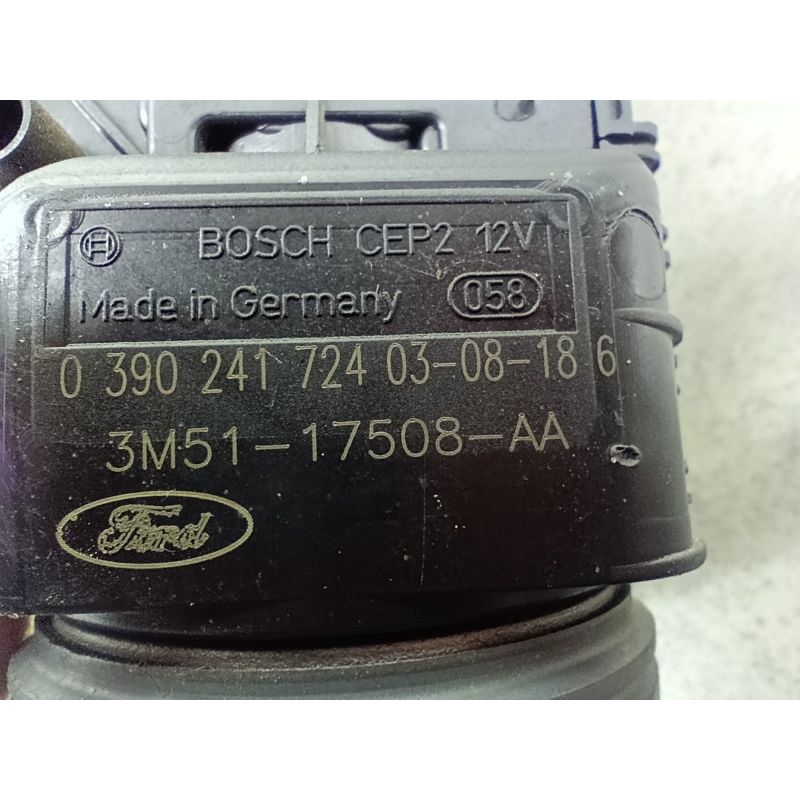 BOSCH CEP2 12V
Made in Germany 058
0 390 241 724 03-08-18 6
3M51-17508-AA
Ford